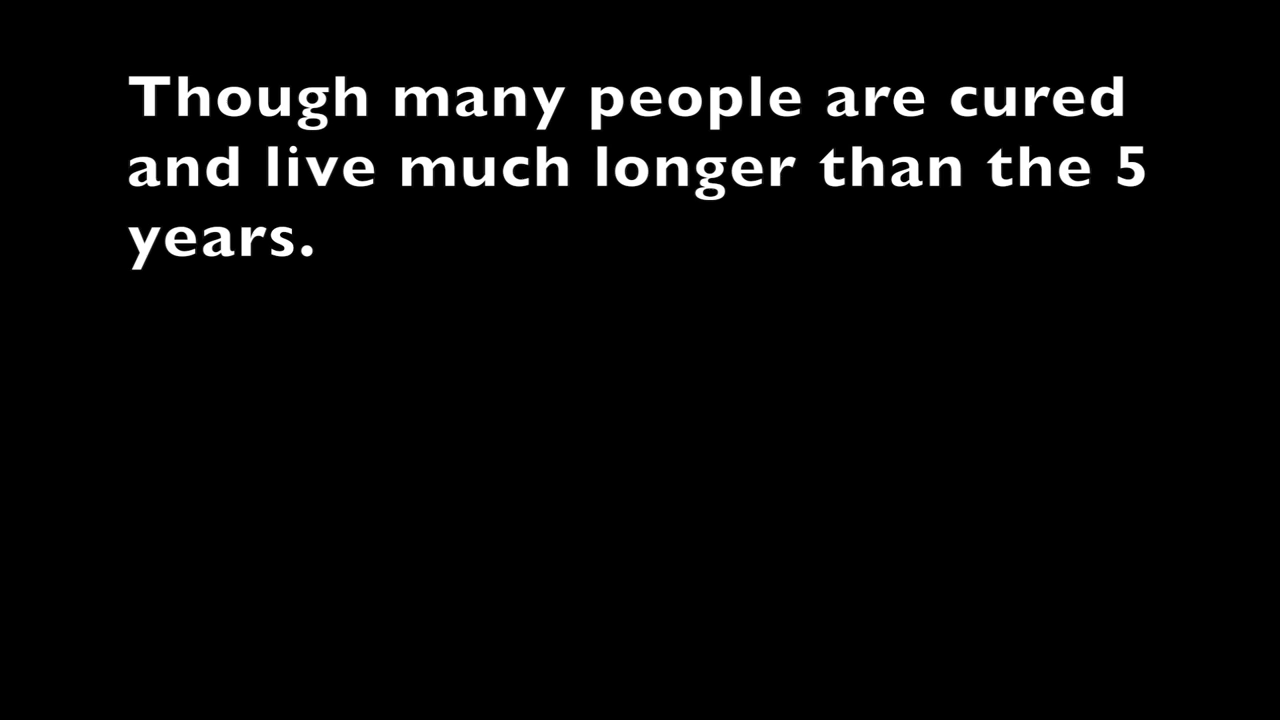 Though many people are cured
and live much longer than the 5
years.